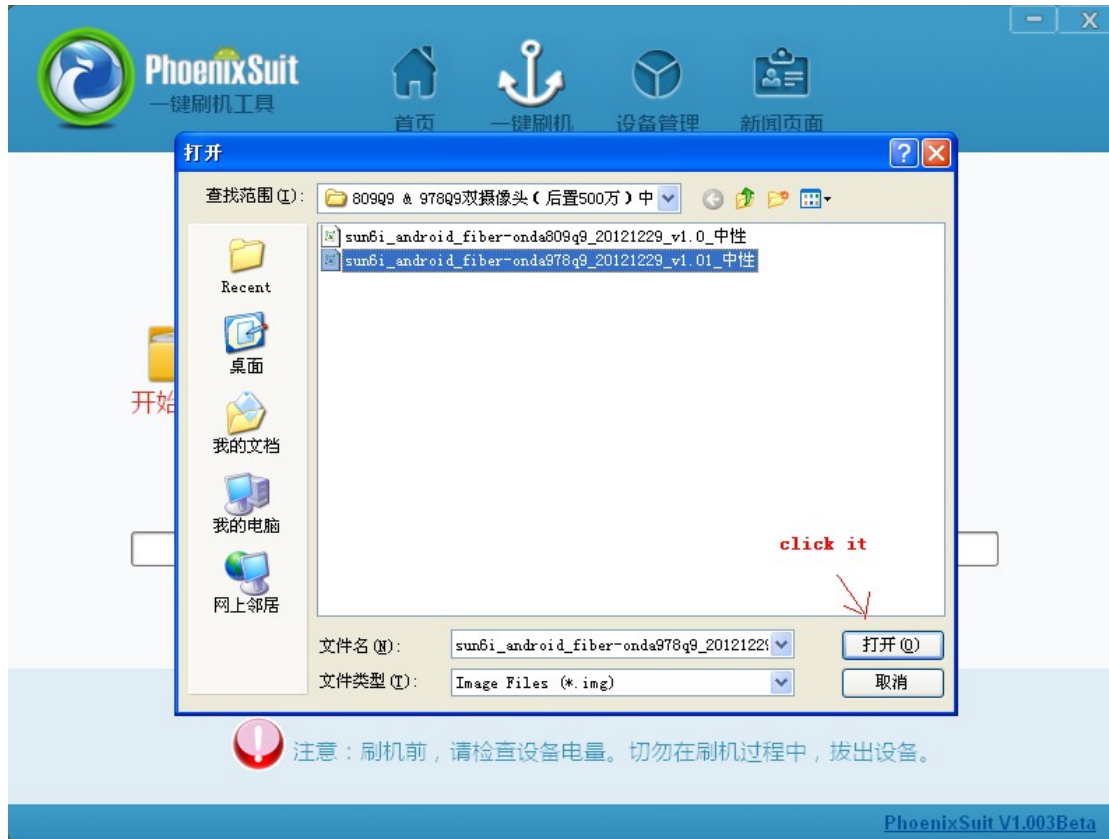 PhoenixSuit
一键刷机工具
首页
一键刷机
设备管理
新闻页面
X
打开
查找范围(I):
809Q9 & 978Q9双摄像头(后置500万)中
sun6i_android_fiber-onda809q9_20121229_v1.0_中性
sun6i_android_fiber-onda978q9_20121229_v1.01_中性
Recent
桌面
我的文档
我的电脑
网上邻居
开始
click it
文件名(N):
sun6i_android_fiber-onda978q9_2012122
打开(O)
文件类型(T):
Image Files (*.img)
取消
注意:刷机前,请检查设备电量。切勿在刷机过程中,拔出设备。
PhoenixSuit V1.003Beta